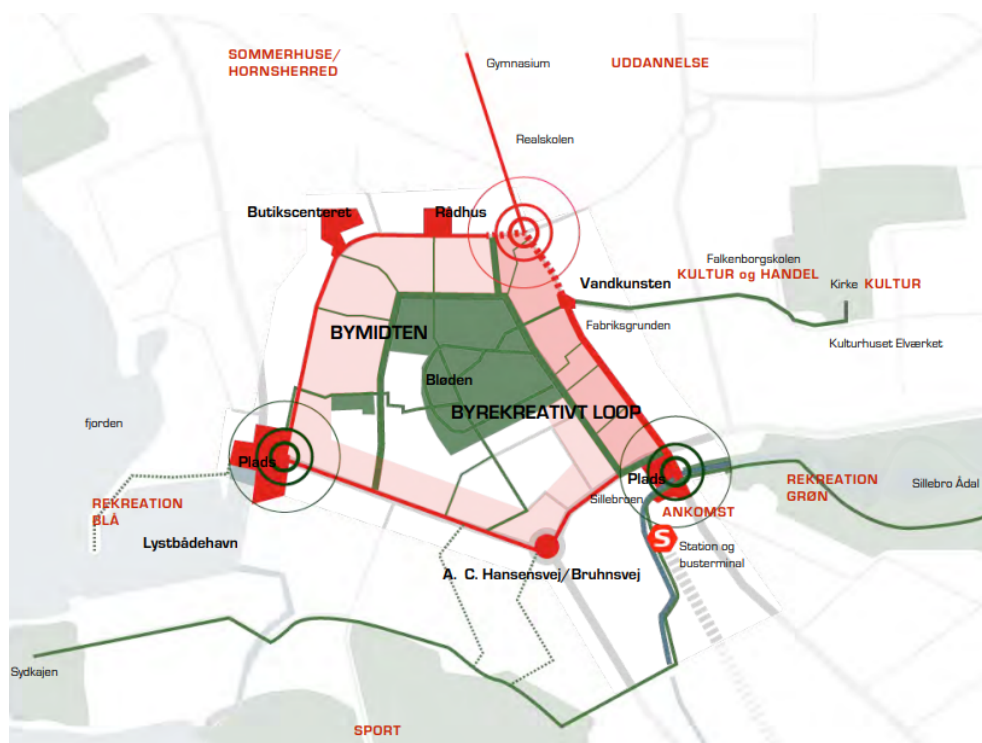 SOMMERHUSE/
HORNSHERRED
Gymnasium
UDDANNELSE
Realskolen
Butikscenteret
Rådhus
Falkenborgskolen
Vandkunsten
KULTUR og HANDEL
Kirke KULTUR
Fabriksgrunden
BYMIDTEN
Kulturhuset Elværket
Bløden
BYREKREATIVT LOOP
fjorden
Plads
Plads
REKREATION
GRØN
Sillebro Ådal
Sillebroen
ANKOMST
REKREATION
BLÅ
Lystbådehavn
S
Station og
busterminal
A. C. Hansensvej/Bruhnsvej
Sydkajen
SPORT